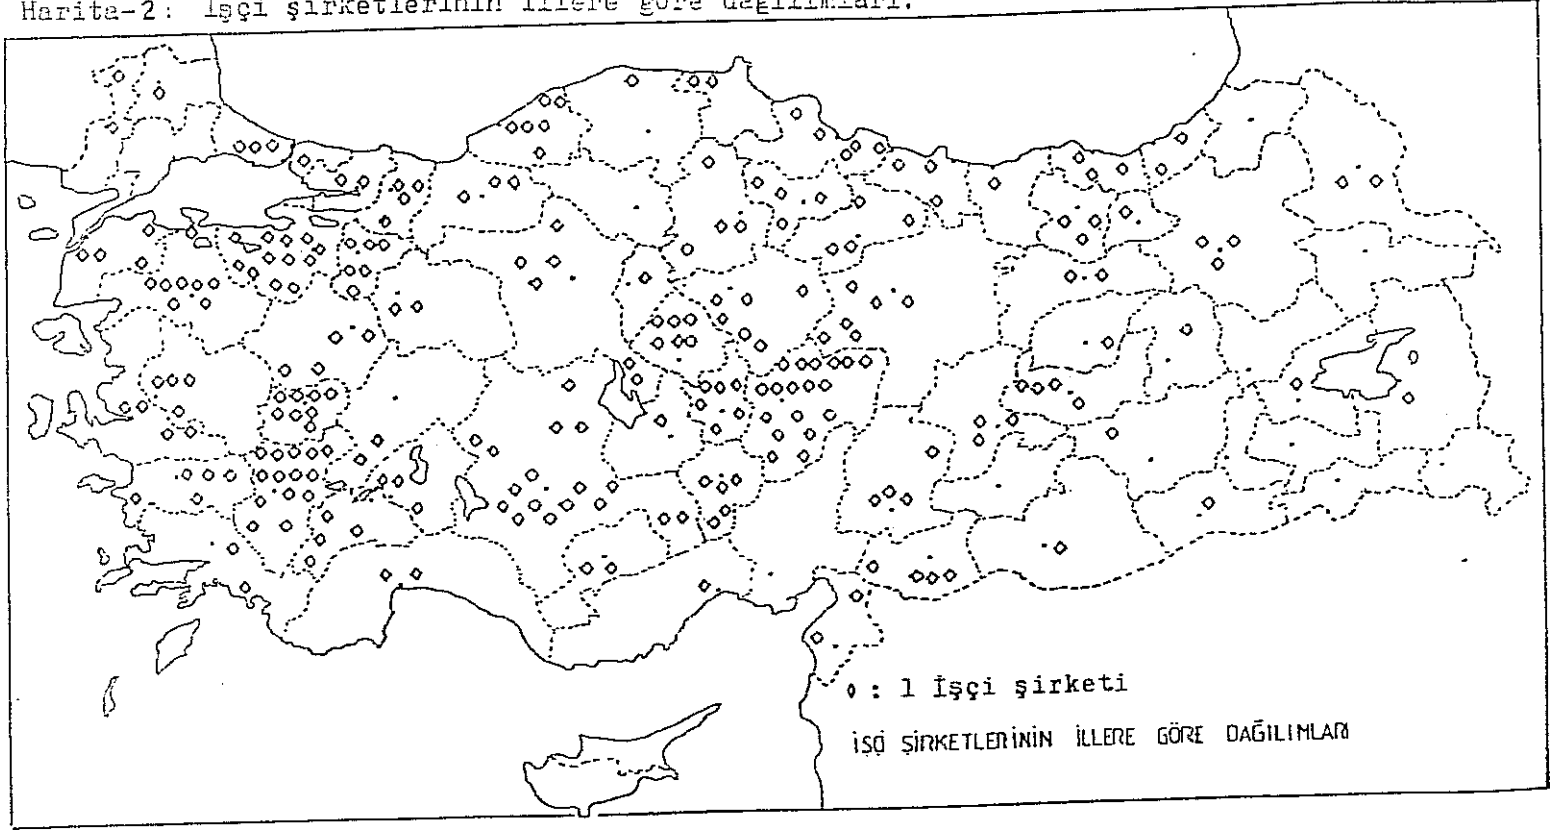 Harita-2: İşçi şirketlerinin illere göre dağılımları.
◊ : 1 İşçi şirketi
İŞÇİ ŞİRKETLERİNİN İLLERE GÖRE DAĞILIMLARI